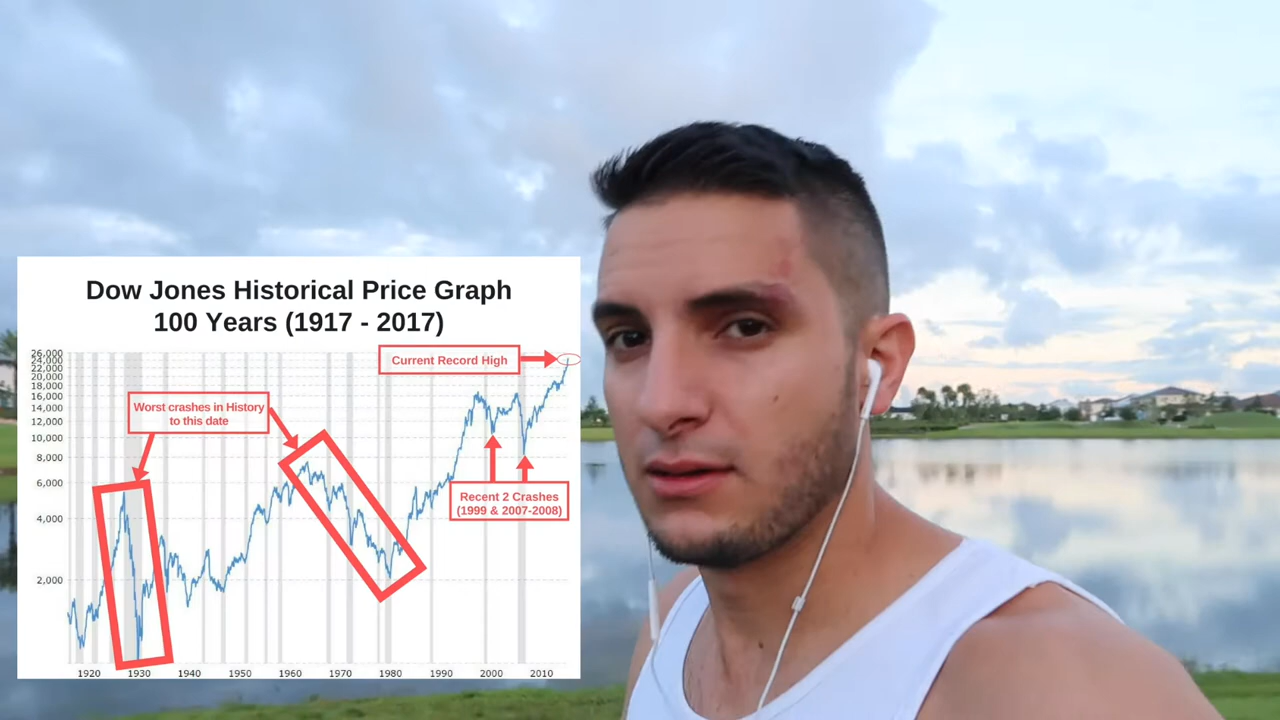 Dow Jones Historical Price Graph
100 Years (1917 - 2017)
26,000
24,000
22,000
20,000
18,000
16,000
14,000
12,000
10,000
8,000
6,000
4,000
2,000
Current Record High
Worst crashes in History
to this date
Recent 2 Crashes
(1999 & 2007-2008)
1920 1930 1940 1950 1960 1970 1980 1990 2000 2010